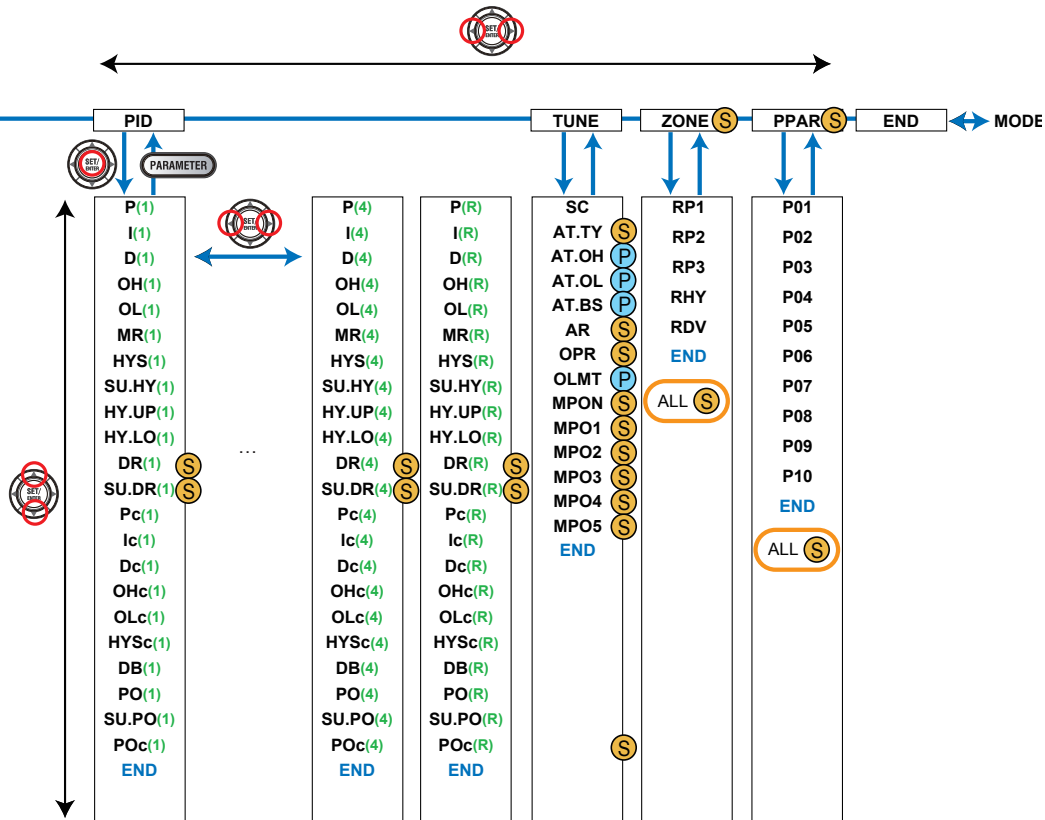 SET/
ENTER
PID
TUNE
ZONE S
PPAR S
END
MODE
SET/
ENTER
PARAMETER
P(1)
I(1)
D(1)
OH(1)
OL(1)
MR(1)
HYS(1)
SU.HY(1)
HY.UP(1)
HY.LO(1)
DR(1) S
SU.DR(1) S
Pc(1)
Ic(1)
Dc(1)
OHc(1)
OLc(1)
HYSc(1)
DB(1)
PO(1)
SU.PO(1)
POc(1)
END
SET/
ENTER
SET/
ENTER
...
P(4)
I(4)
D(4)
OH(4)
OL(4)
MR(4)
HYS(4)
SU.HY(4)
HY.UP(4)
HY.LO(4)
DR(4) S
SU.DR(4) S
Pc(4)
Ic(4)
Dc(4)
OHc(4)
OLc(4)
HYSc(4)
DB(4)
PO(4)
SU.PO(4)
POc(4)
END
P(R)
I(R)
D(R)
OH(R)
OL(R)
MR(R)
HYS(R)
SU.HY(R)
HY.UP(R)
HY.LO(R)
DR(R) S
SU.DR(R) S
Pc(R)
Ic(R)
Dc(R)
OHc(R)
OLc(R)
HYSc(R)
DB(R)
PO(R)
SU.PO(R)
POc(R)
END
SC
AT.TY S
AT.OH P
AT.OL P
AT.BS P
AR S
OPR S
OLMT P
MPON S
MPO1 S
MPO2 S
MPO3 S
MPO4 S
MPO5 S
END
S
RP1
RP2
RP3
RHY
RDV
END
ALL S
P01
P02
P03
P04
P05
P06
P07
P08
P09
P10
END
ALL S